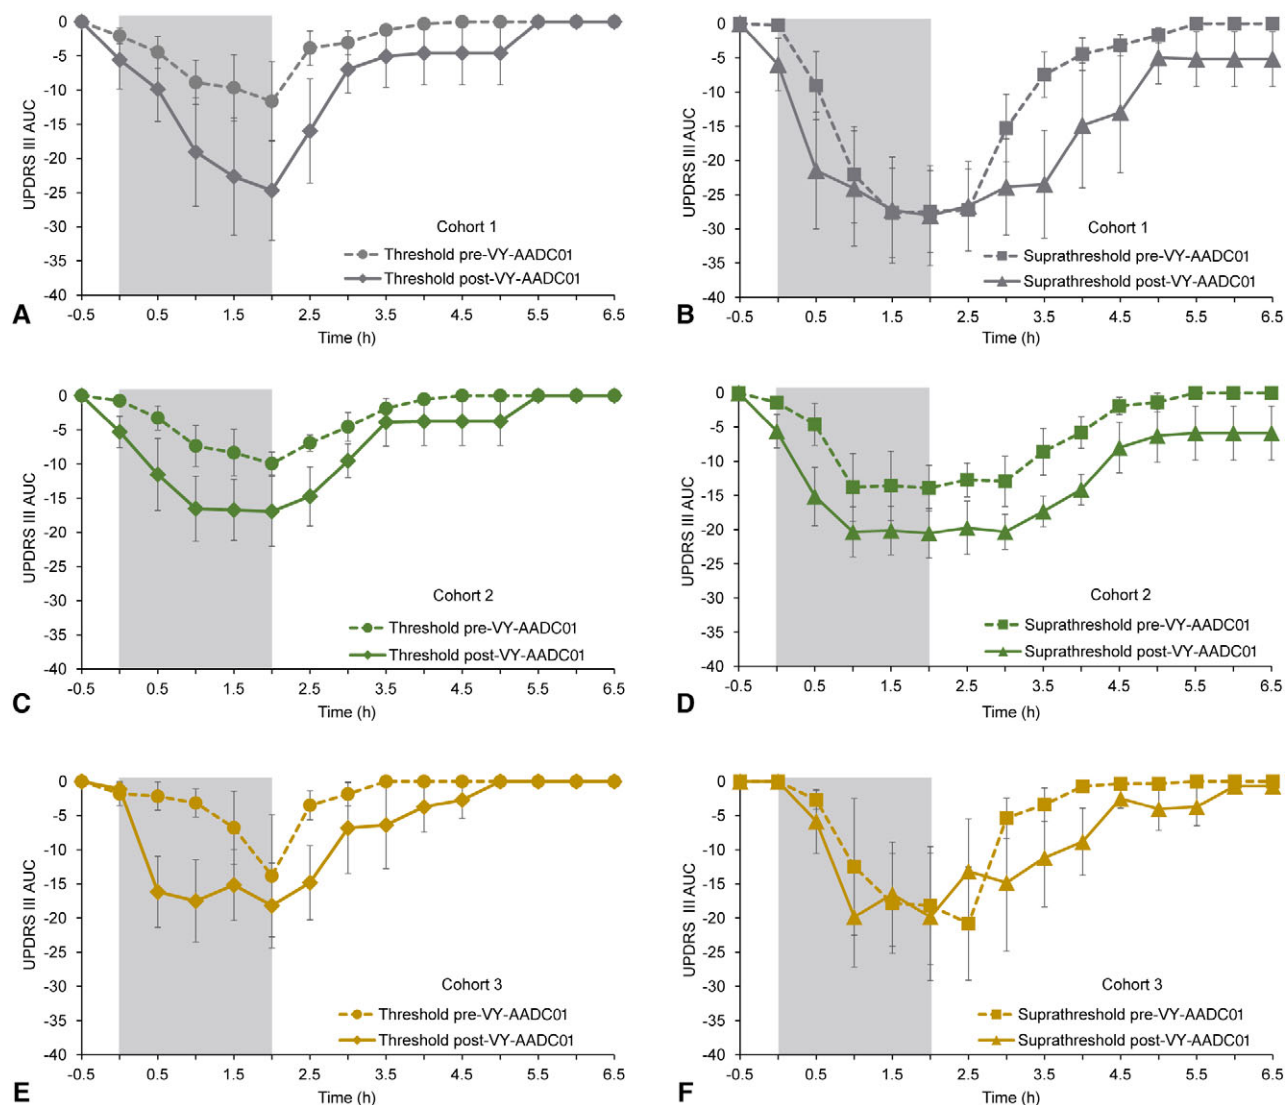 0
-5
-10
-15
-20
-25
-30
-35
-40
UPDRS III AUC
Cohort 1
Threshold pre-VY-AADC01
Threshold post-VY-AADC01
-0.5 0.5 1.5 2.5 3.5 4.5 5.5 6.5
Time (h)
A
0
-5
-10
-15
-20
-25
-30
-35
-40
UPDRS III AUC
Cohort 1
Suprathreshold pre-VY-AADC01
Suprathreshold post-VY-AADC01
-0.5 0.5 1.5 2.5 3.5 4.5 5.5 6.5
Time (h)
B
0
-5
-10
-15
-20
-25
-30
-35
-40
UPDRS III AUC
Cohort 2
Threshold pre-VY-AADC01
Threshold post-VY-AADC01
-0.5 0.5 1.5 2.5 3.5 4.5 5.5 6.5
Time (h)
C
0
-5
-10
-15
-20
-25
-30
-35
-40
UPDRS III AUC
Cohort 2
Suprathreshold pre-VY-AADC01
Suprathreshold post-VY-AADC01
-0.5 0.5 1.5 2.5 3.5 4.5 5.5 6.5
Time (h)
D
0
-5
-10
-15
-20
-25
-30
-35
-40
UPDRS III AUC
Cohort 3
Threshold pre-VY-AADC01
Threshold post-VY-AADC01
-0.5 0.5 1.5 2.5 3.5 4.5 5.5 6.5
Time (h)
E
0
-5
-10
-15
-20
-25
-30
-35
-40
UPDRS III AUC
Cohort 3
Suprathreshold pre-VY-AADC01
Suprathreshold post-VY-AADC01
-0.5 0.5 1.5 2.5 3.5 4.5 5.5 6.5
Time (h)
F